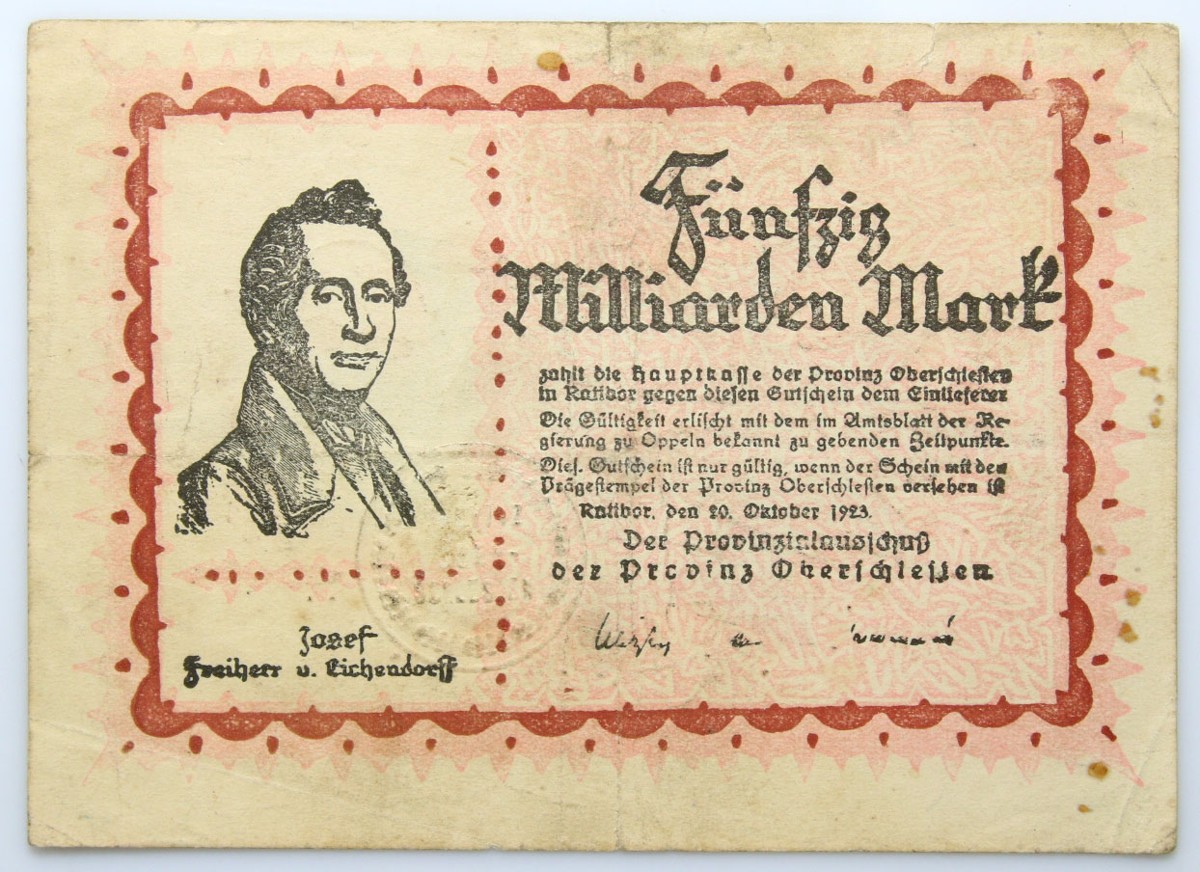 Fünfzig
Milliarden Mark
zahlt die Hauptkasse der Provinz Oberschlesien
in Ratibor gegen diesen Gutschein dem Einlieferer
Die Gültigkeit erlischt mit dem im Amtsblatt der Re-
gierung zu Oppeln bekannt zu gebenden Zeitpunkte.
Dies. Gutschein ist nur gültig, wenn der Schein mit dem
Prägestempel der Provinz Oberschlesien versehen ist
Ratibor, den 20. Oktober 1923.
Der Provinzialausschuß
der Provinz Oberschlesien
Josef
Freiherr v. Eichendorff